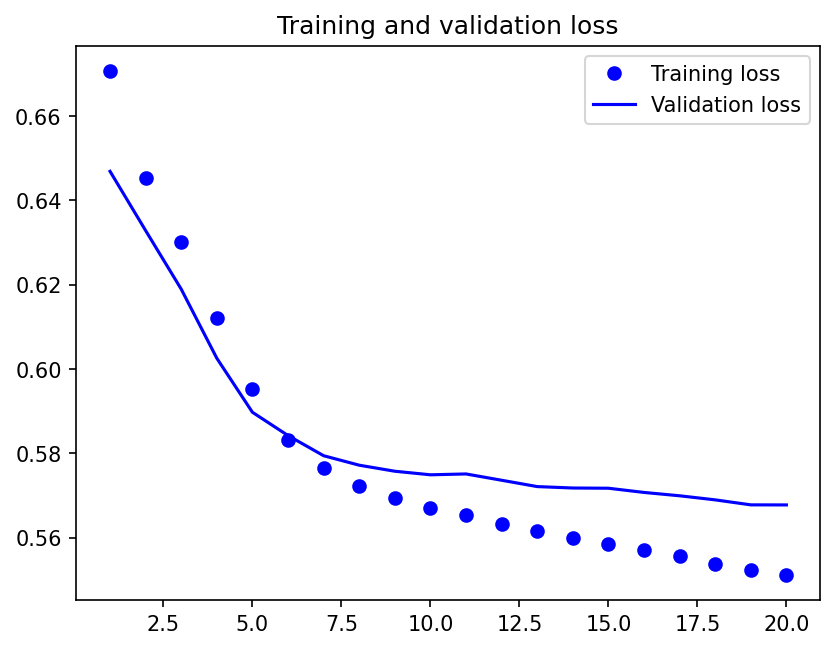 Training and validation loss
Training loss
Validation loss
0.66
0.64
0.62
0.60
0.58
0.56
2.5 5.0 7.5 10.0 12.5 15.0 17.5 20.0